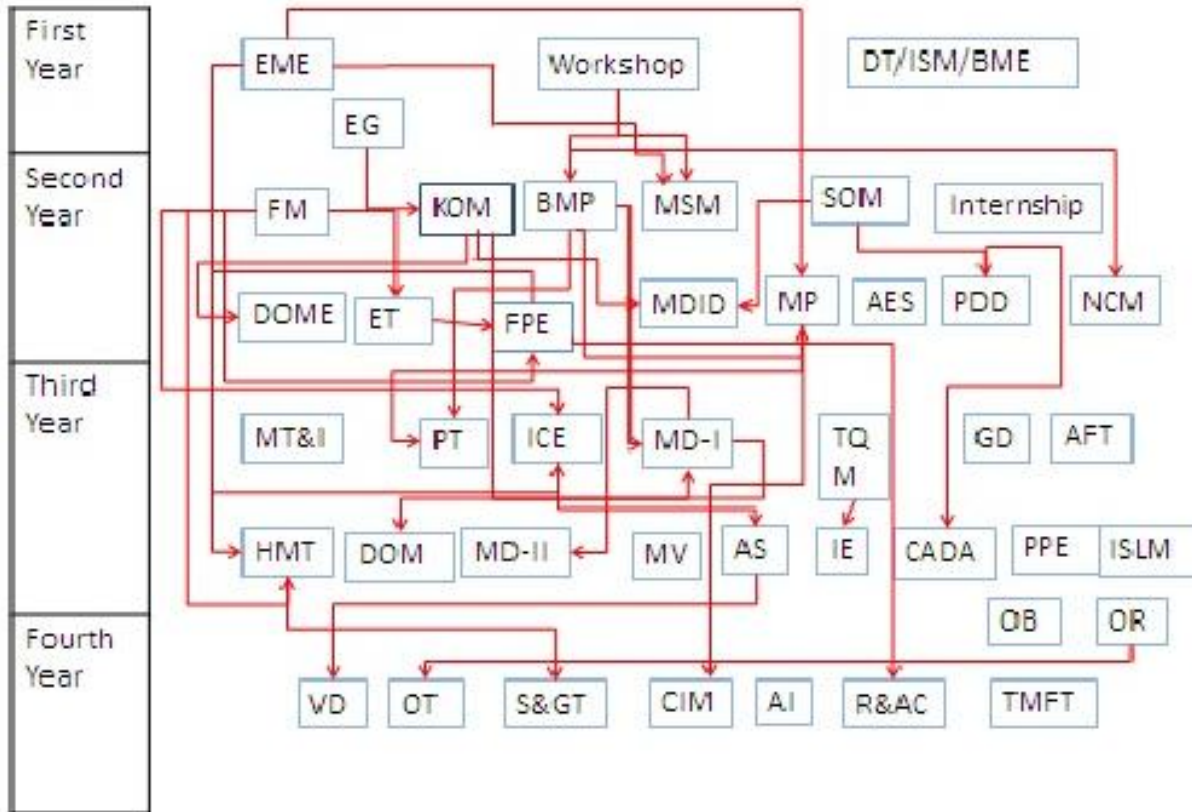 First
Year
EME
Workshop
DT/ISM/BME
EG
Second
Year
FM
KOM
BMP
MSM
SOM
Internship
DOME
ET
FPE
MDID
MP
AES
PDD
NCM
Third
Year
MT&I
PT
ICE
MD-I
TQ
M
GD
AFT
HMT
DOM
MD-II
MV
AS
IE
CADA
PPE
ISLM
Fourth
Year
OB
OR
VD
OT
S&GT
CIM
AI
R&AC
TMFT